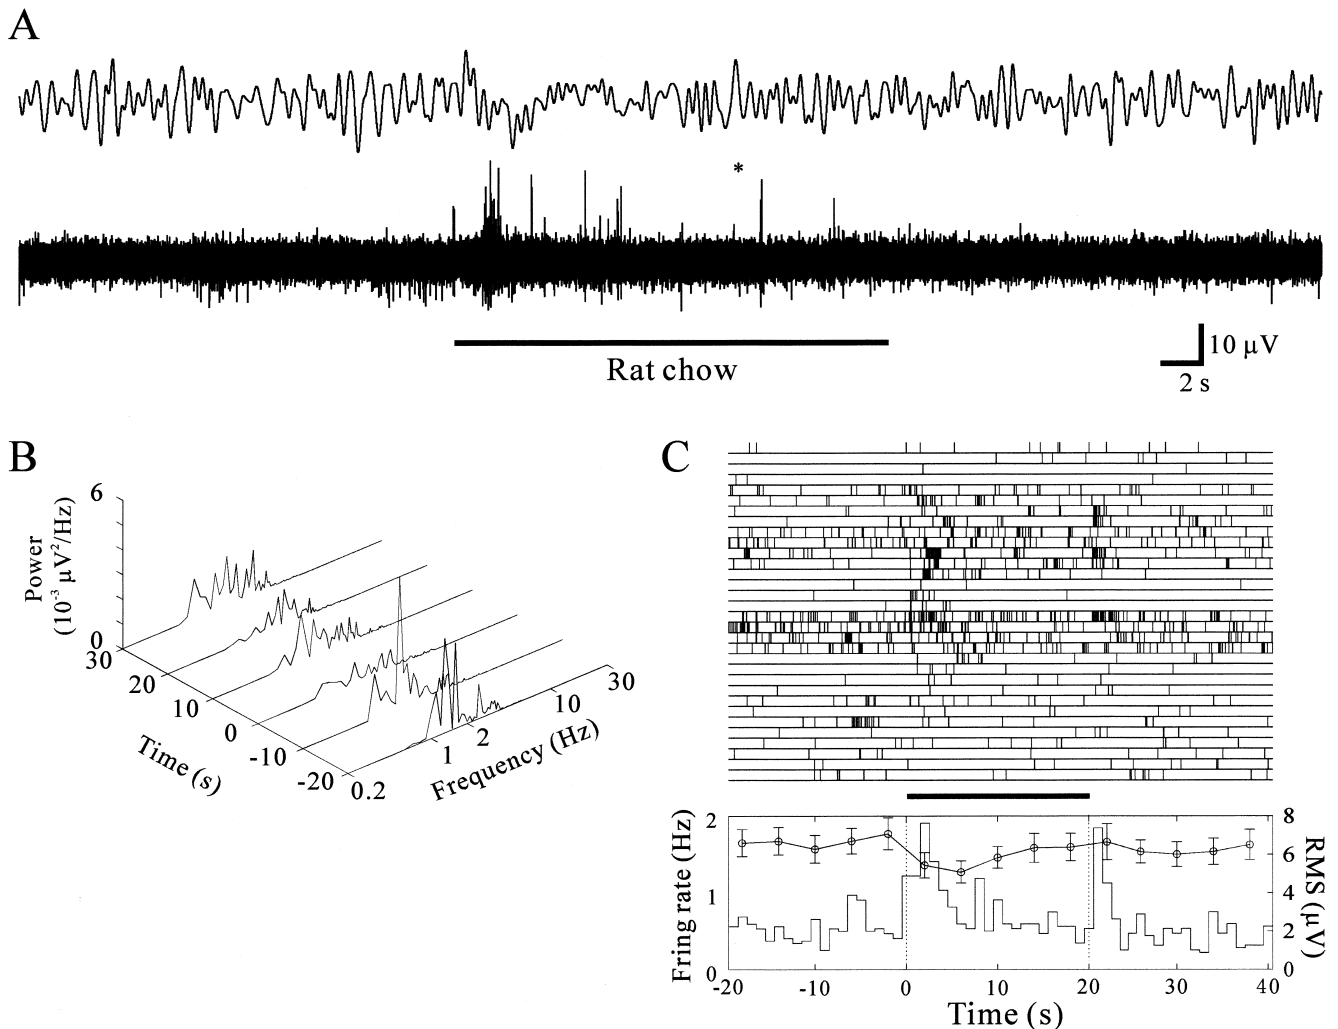 A
*
Rat chow
10 μV
2 s
B
Power
(10⁻³ μV²/Hz)
6
0
30
20
10
0
-10
-20
Time (s)
0.2
1
2
10
30
Frequency (Hz)
C
Fring rate (Hz)
2
1
0
8
6
4
2
0
RMS (μV)
-20
-10
0
10
20
30
40
Time (s)